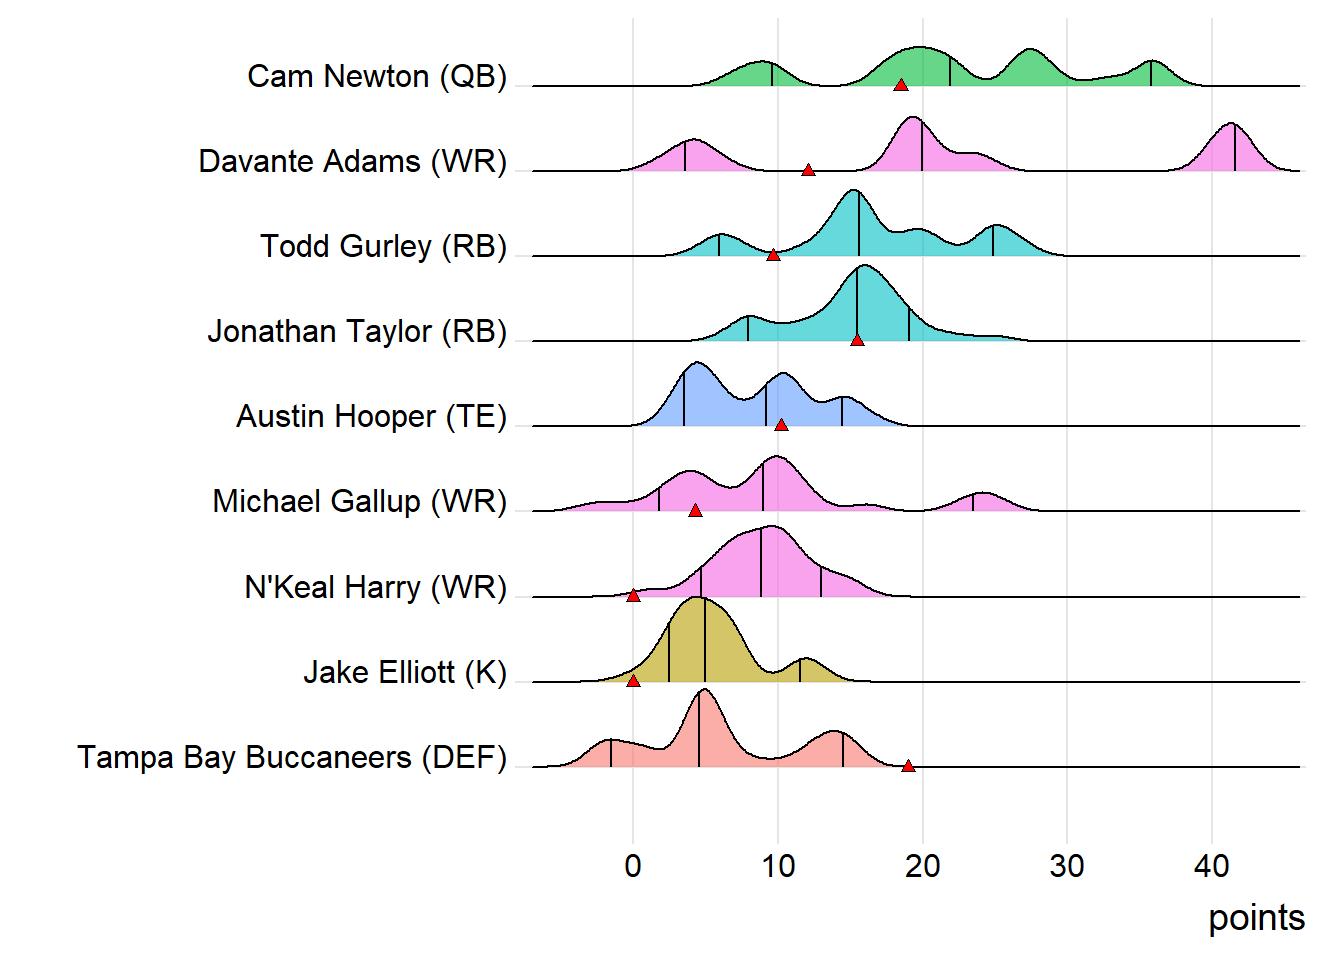 Cam Newton (QB)
Davante Adams (WR)
Todd Gurley (RB)
Jonathan Taylor (RB)
Austin Hooper (TE)
Michael Gallup (WR)
N'Keal Harry (WR)
Jake Elliott (K)
Tampa Bay Buccaneers (DEF)
0 10 20 30 40
points